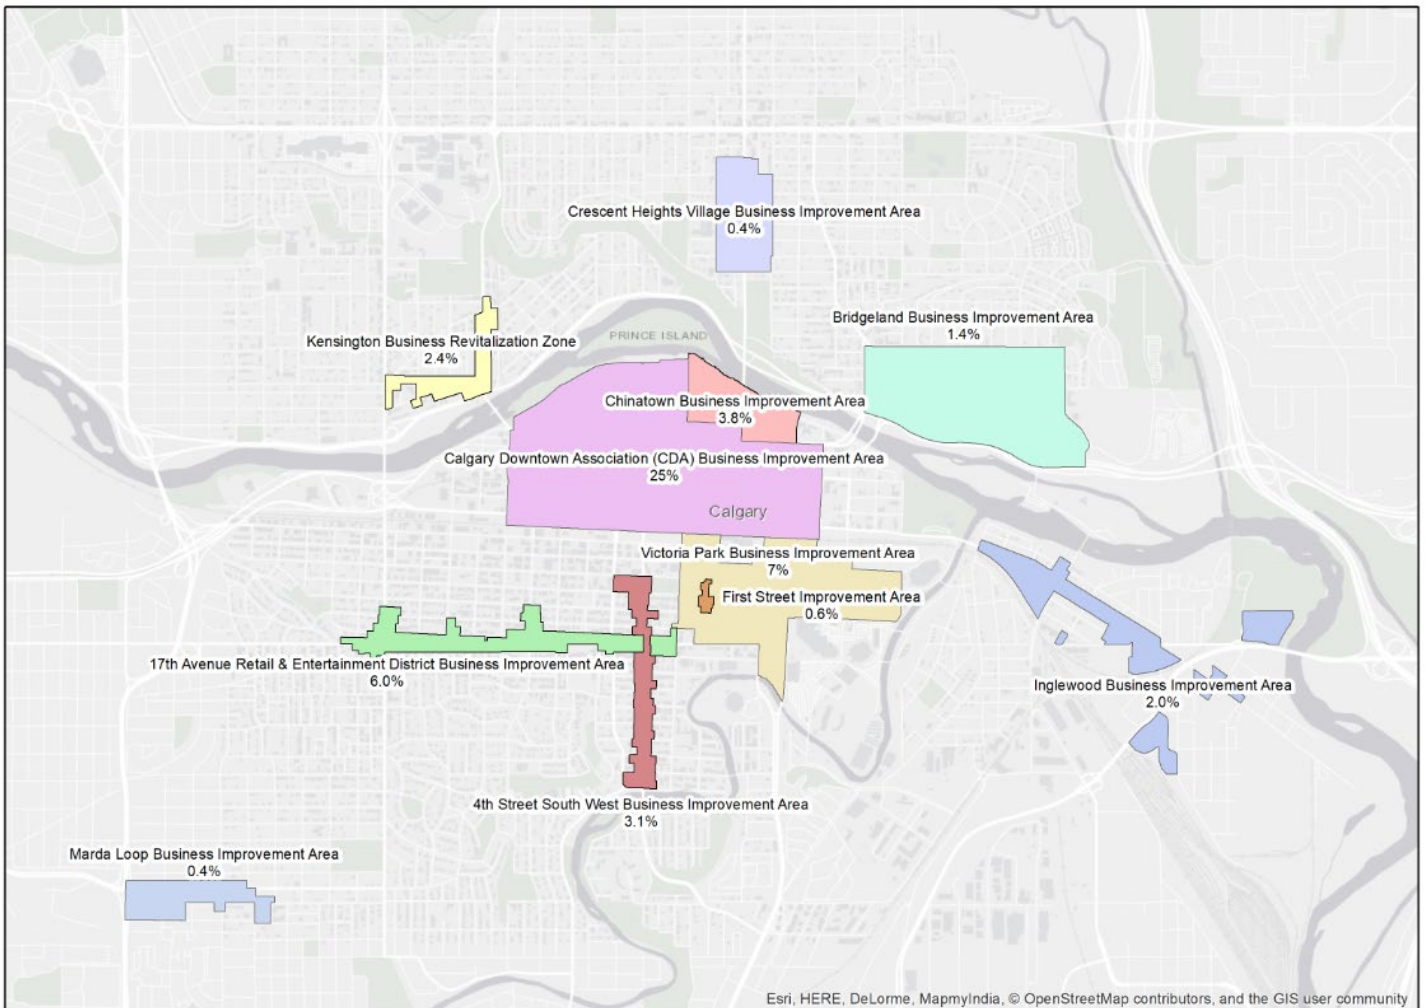 Crescent Heights Village Business Improvement Area
0.4%
Bridgeland Business Improvement Area
1.4%
PRINCE ISLAND
Kensington Business Revitalization Zone
2.4%
Chinatown Business Improvement Area
3.8%
Calgary Downtown Association (CDA) Business Improvement Area
25%
Calgary
Victoria Park Business Improvement Area
7%
First Street Improvement Area
0.6%
17th Avenue Retail & Entertainment District Business Improvement Area
6.0%
Inglewood Business Improvement Area
2.0%
4th Street South West Business Improvement Area
3.1%
Marda Loop Business Improvement Area
0.4%
Esri, HERE, DeLorme, MapmyIndia, © OpenStreetMap contributors, and the GIS user community